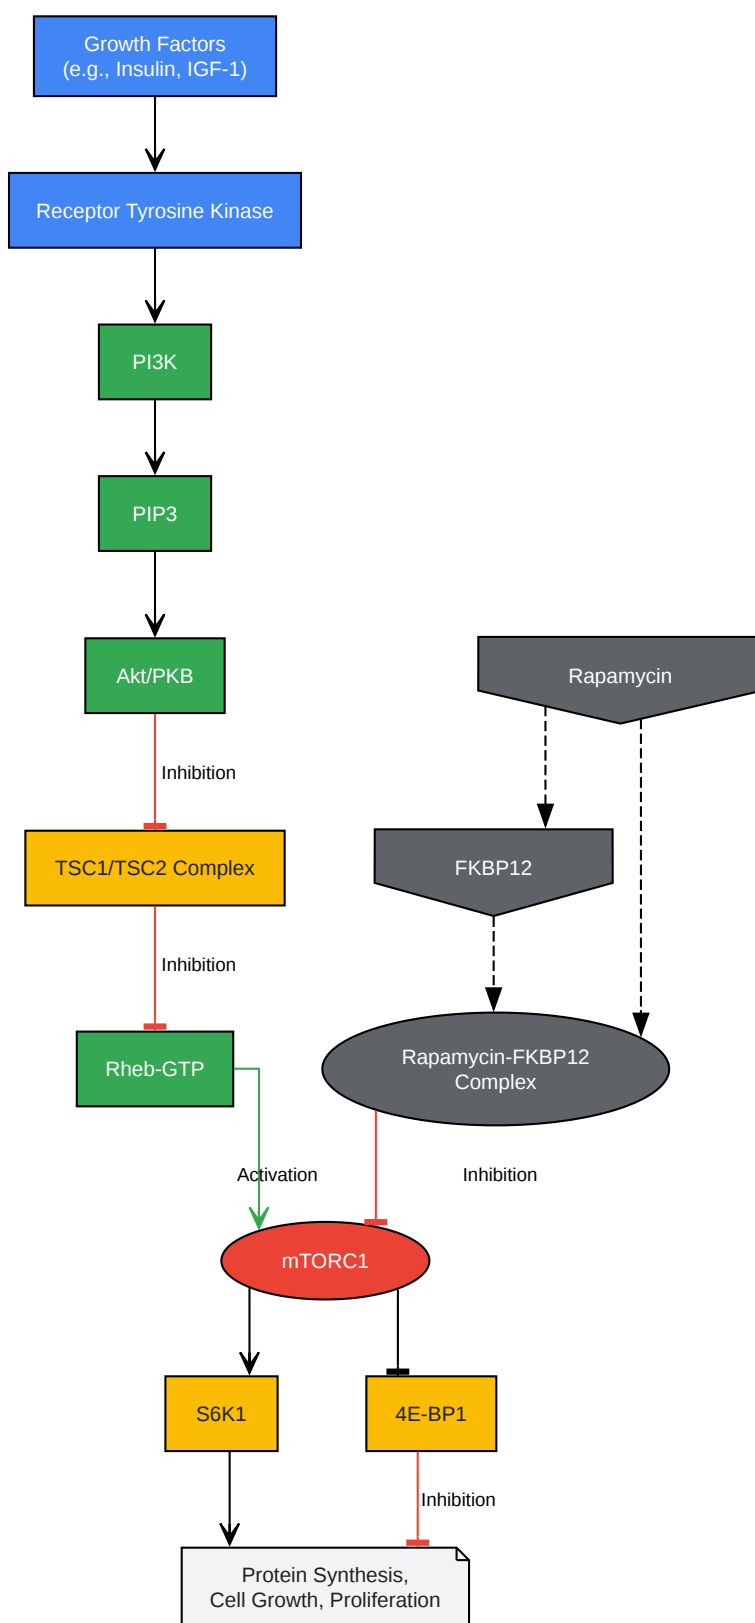 Growth Factors
(e.g., Insulin, IGF-1)
Receptor Tyrosine Kinase
PI3K
PIP3
Akt/PKB
Rapamycin
Inhibition
TSC1/TSC2 Complex
FKBP12
Inhibition
Rheb-GTP
Rapamycin-FKBP12
Complex
Activation
Inhibition
mTORC1
S6K1
4E-BP1
Inhibition
Protein Synthesis,
Cell Growth, Proliferation